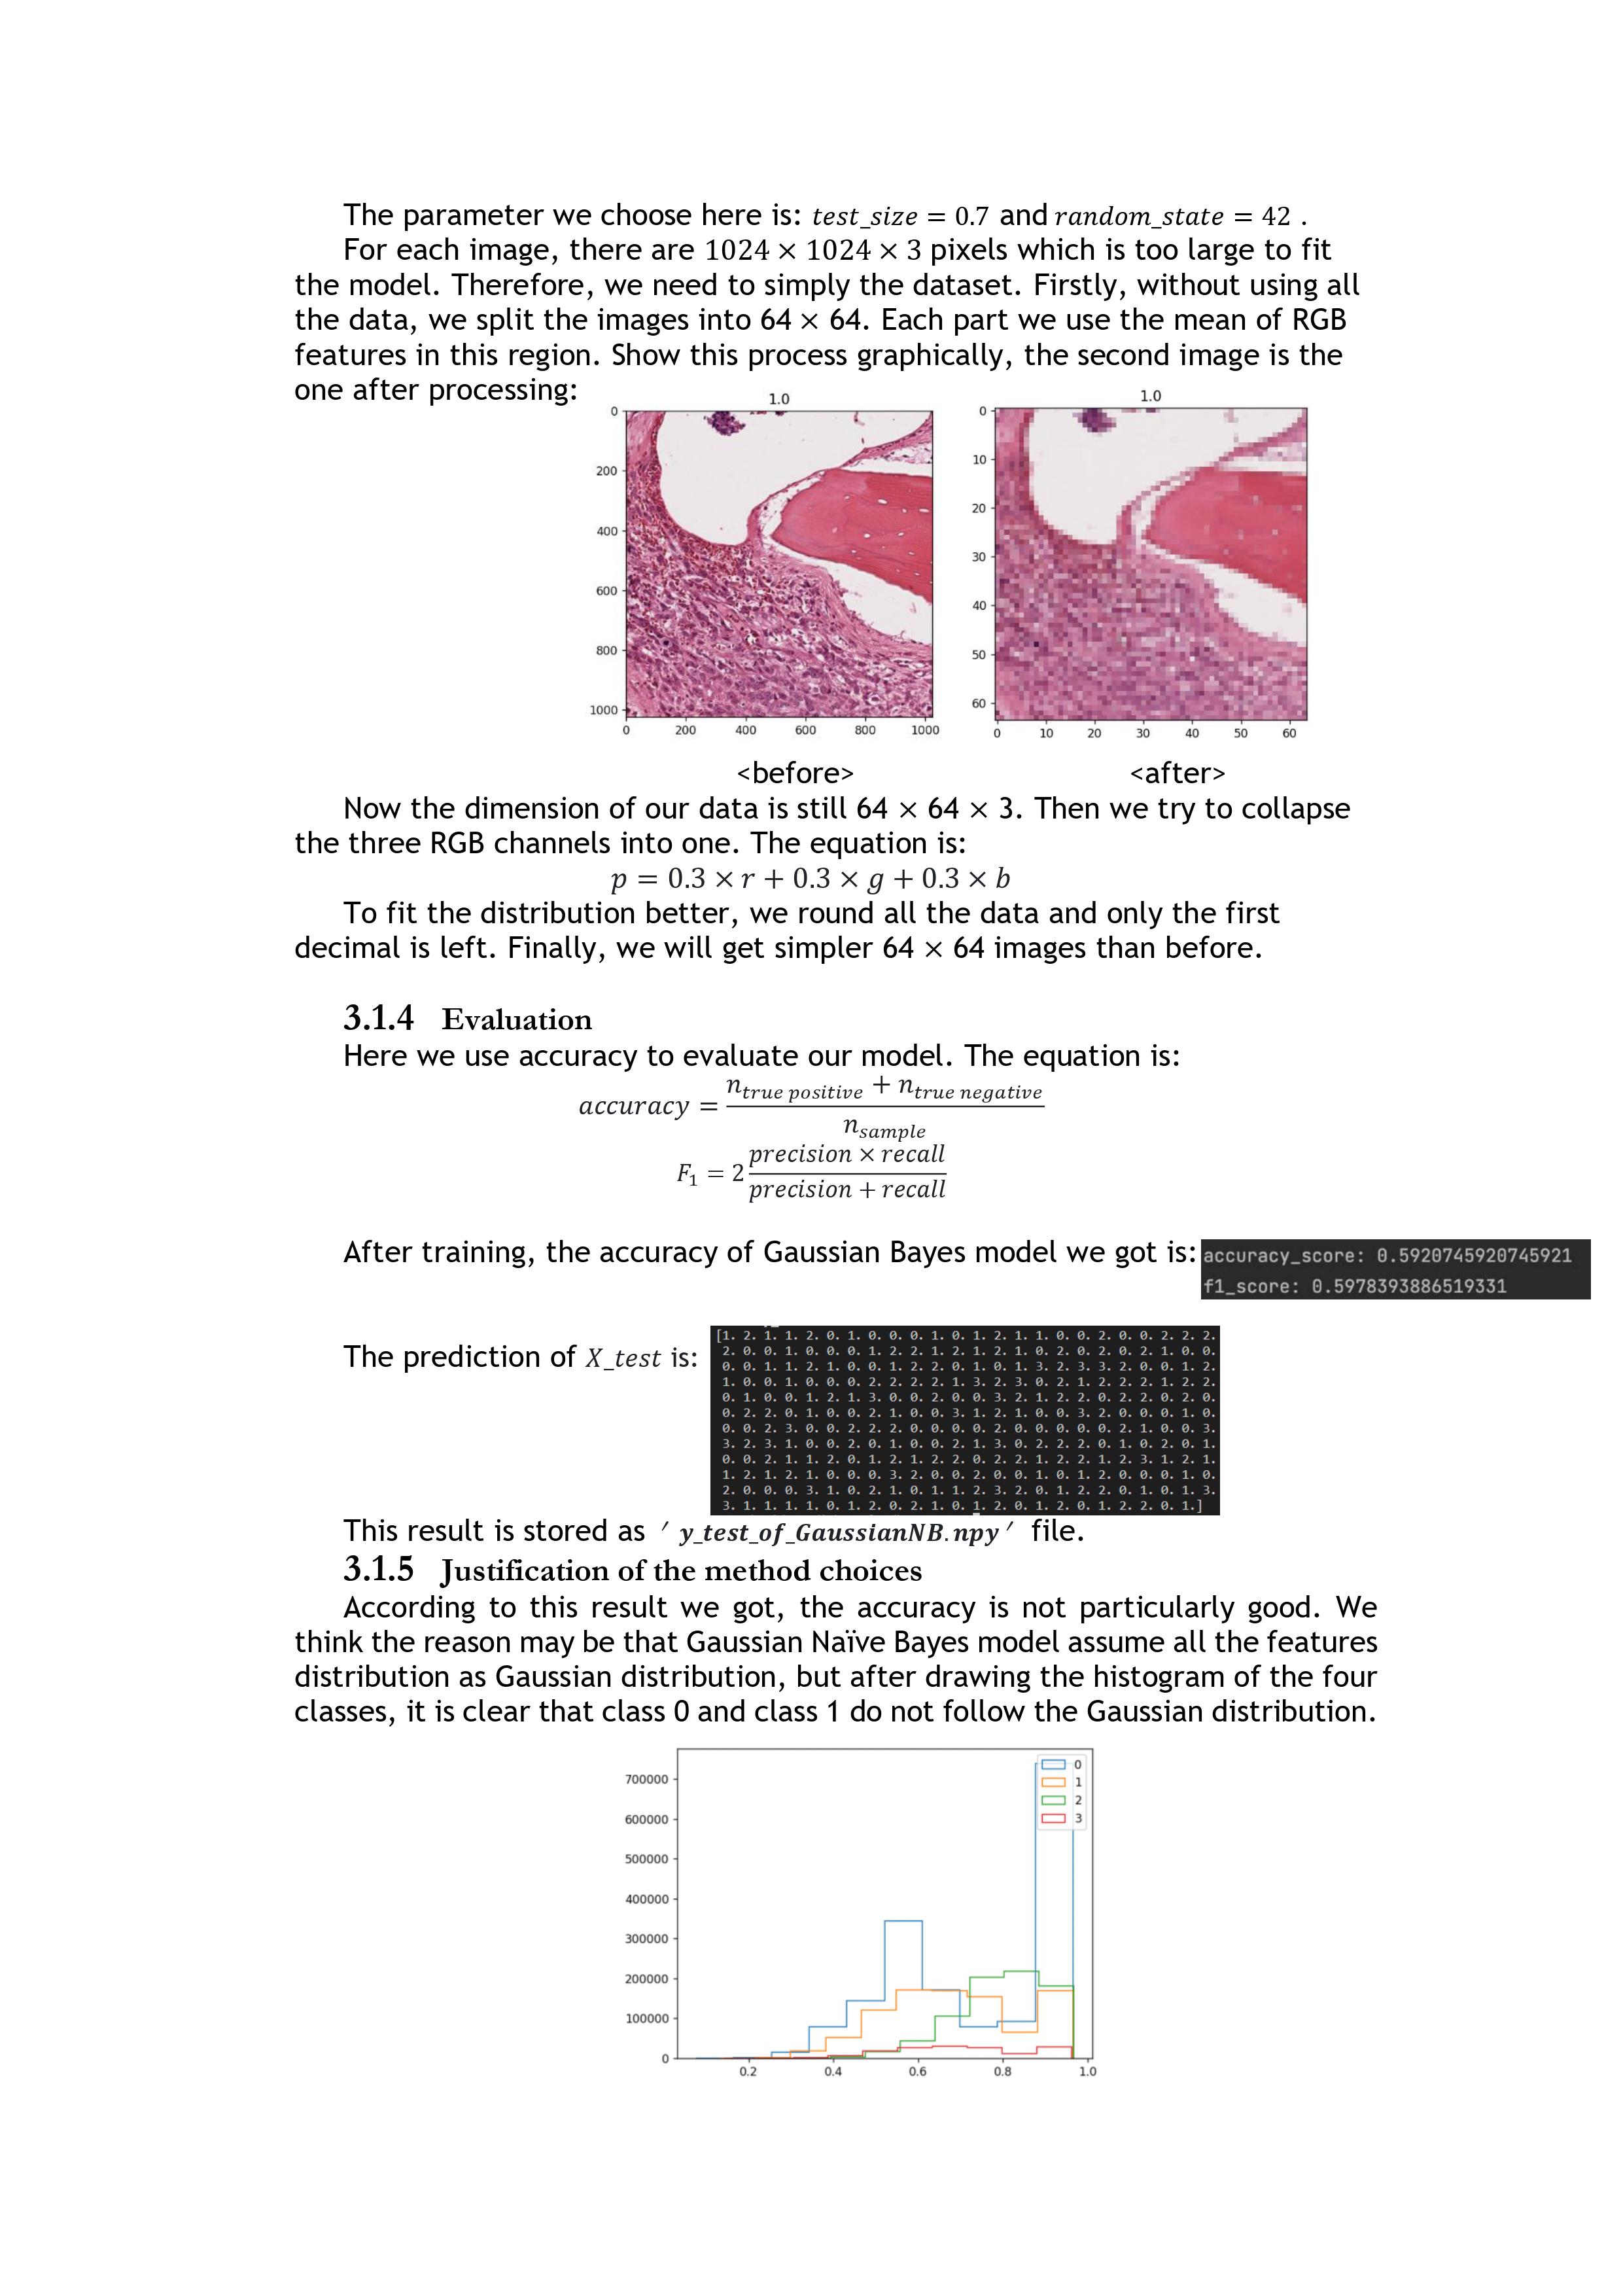 The parameter we choose here is: test_size = 0.7 and random_state = 42 .
For each image, there are 1024 × 1024 × 3 pixels which is too large to fit
the model. Therefore, we need to simply the dataset. Firstly, without using all
the data, we split the images into 64 × 64. Each part we use the mean of RGB
features in this region. Show this process graphically, the second image is the
one after processing:
1.0
0
200
400
600
800
1000
0 200 400 600 800 1000
1.0
0
10
20
30
40
50
60
0 10 20 30 40 50 60
<before> <after>
Now the dimension of our data is still 64 × 64 × 3. Then we try to collapse
the three RGB channels into one. The equation is:
p = 0.3 × r + 0.3 × g + 0.3 × b
To fit the distribution better, we round all the data and only the first
decimal is left. Finally, we will get simpler 64 × 64 images than before.
3.1.4 Evaluation
Here we use accuracy to evaluate our model. The equation is:
n true positive + n true negative
accuracy =
n sample
precision × recall
F1 = 2
precision + recall
After training, the accuracy of Gaussian Bayes model we got is:
accuracy_score: 0.5920745920745921
f1_score: 0.5978393886519331
The prediction of X_test is:
[1. 2. 1. 1. 2. 0. 1. 0. 0. 0. 1. 0. 1. 2. 1. 1. 0. 0. 2. 0. 0. 2. 2. 2.
2. 0. 0. 1. 0. 0. 0. 1. 2. 2. 1. 2. 1. 2. 1. 0. 2. 0. 2. 0. 2. 1. 0. 0.
0. 0. 1. 1. 2. 1. 0. 0. 1. 2. 2. 0. 1. 0. 1. 3. 2. 3. 3. 2. 0. 0. 1. 2.
1. 0. 0. 1. 0. 0. 0. 2. 2. 2. 2. 1. 3. 2. 3. 0. 2. 1. 2. 2. 2. 1. 2. 2.
0. 1. 0. 0. 1. 2. 1. 3. 0. 0. 2. 0. 0. 3. 2. 1. 2. 2. 0. 2. 2. 0. 2. 0.
0. 2. 2. 0. 1. 0. 0. 2. 1. 0. 0. 3. 1. 2. 1. 0. 0. 3. 2. 0. 0. 0. 1. 0.
0. 0. 2. 3. 0. 0. 2. 2. 2. 0. 0. 0. 0. 2. 0. 0. 0. 0. 0. 2. 1. 0. 0. 3.
3. 2. 3. 1. 0. 0. 2. 0. 1. 0. 0. 2. 1. 3. 0. 2. 2. 2. 0. 1. 0. 2. 0. 1.
0. 0. 2. 1. 1. 2. 0. 1. 2. 1. 2. 2. 0. 2. 2. 1. 2. 2. 1. 2. 3. 1. 2. 1.
1. 2. 1. 2. 1. 0. 0. 0. 3. 2. 0. 0. 2. 0. 0. 1. 0. 1. 2. 0. 0. 0. 1. 0.
2. 0. 0. 0. 3. 1. 0. 2. 1. 0. 1. 1. 2. 3. 2. 0. 1. 2. 2. 0. 1. 0. 1. 3.
3. 1. 1. 1. 1. 0. 1. 2. 0. 2. 1. 0. 1. 2. 0. 1. 2. 0. 1. 2. 2. 0. 1.]
This result is stored as ′ y_test_of_GaussianNB.npy′ file.
3.1.5 Justification of the method choices
According to this result we got, the accuracy is not particularly good. We
think the reason may be that Gaussian Naïve Bayes model assume all the features
distribution as Gaussian distribution, but after drawing the histogram of the four
classes, it is clear that class 0 and class 1 do not follow the Gaussian distribution.
0
1
2
3
700000
600000
500000
400000
300000
200000
100000
0
0.2 0.4 0.6 0.8 1.0